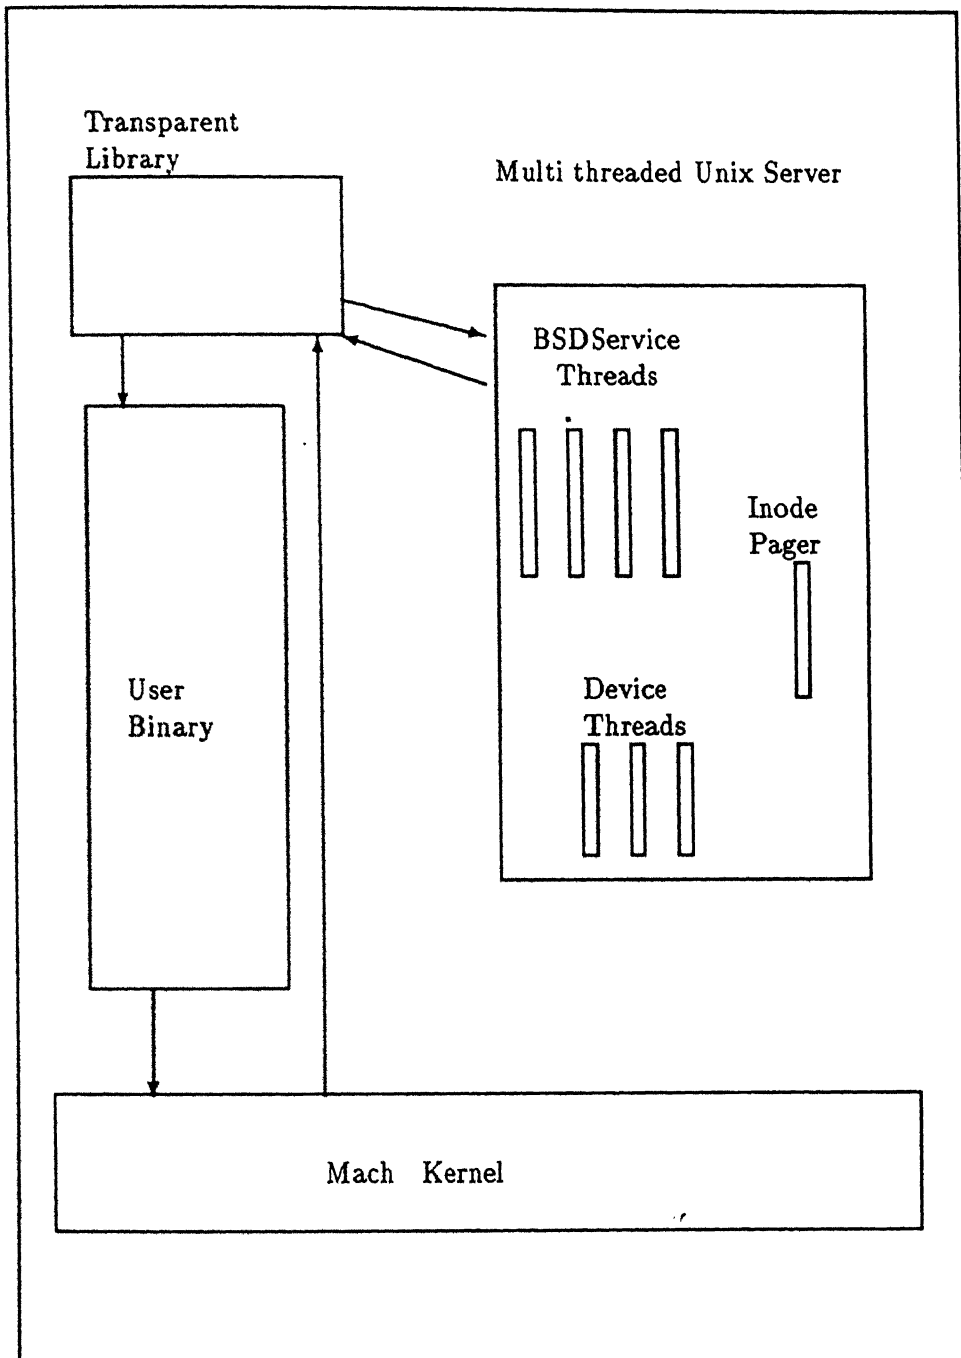 Transparent
Library
Multi threaded Unix Server
BSDService
Threads
Inode
Pager
User
Binary
Device
Threads
Mach Kernel